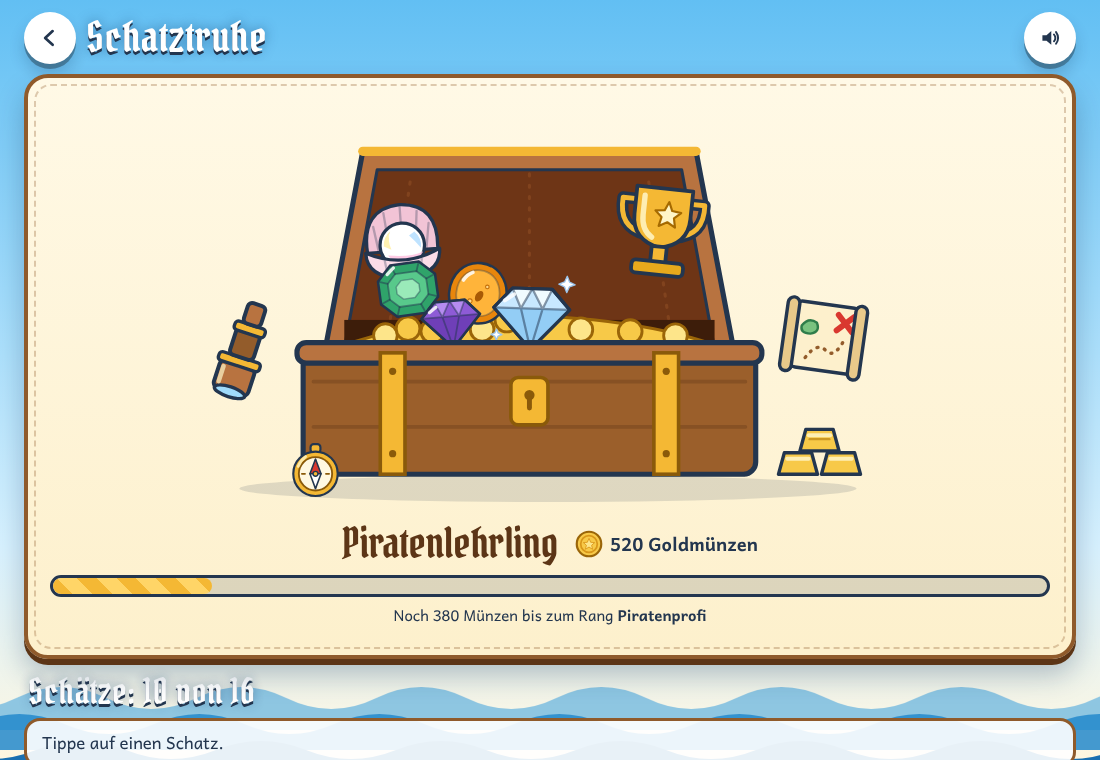 Schatztruhe
Piratenlehrling
520 Goldmünzen
Noch 380 Münzen bis zum Rang Piratenprofi
Schätze: 10 von 16
Tippe auf einen Schatz.